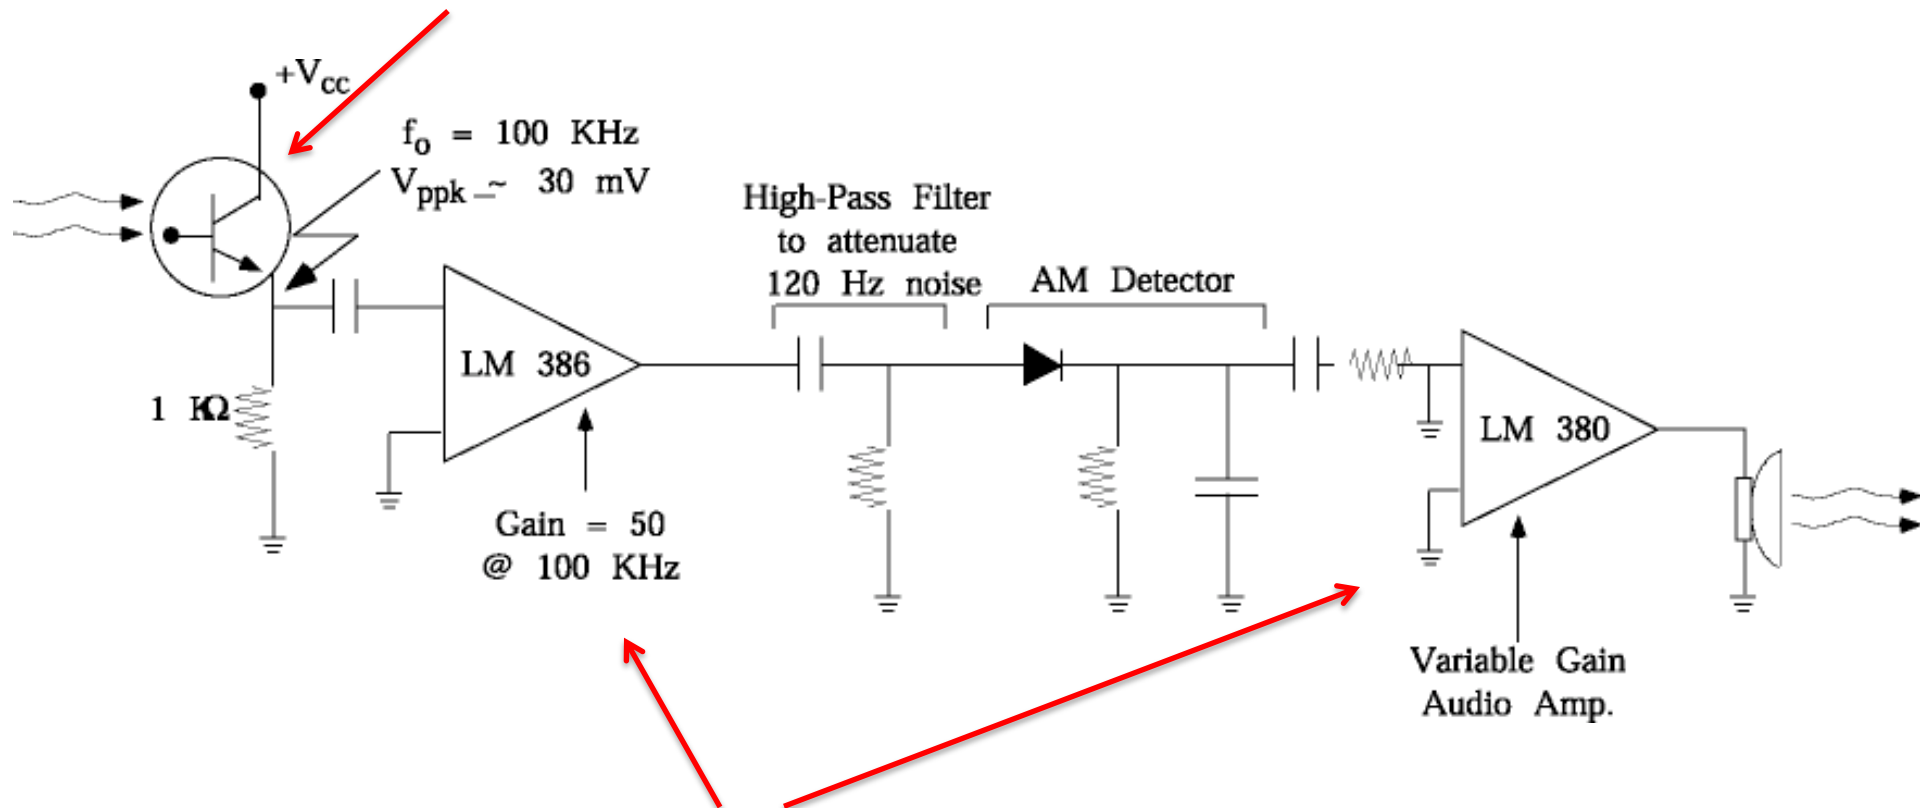 +Vcc
fo = 100 KHz
Vppk _~ 30 mV
High-Pass Filter
to attenuate
120 Hz noise
AM Detector
LM 386
1 KΩ
Gain = 50
@ 100 KHz
LM 380
Variable Gain
Audio Amp.